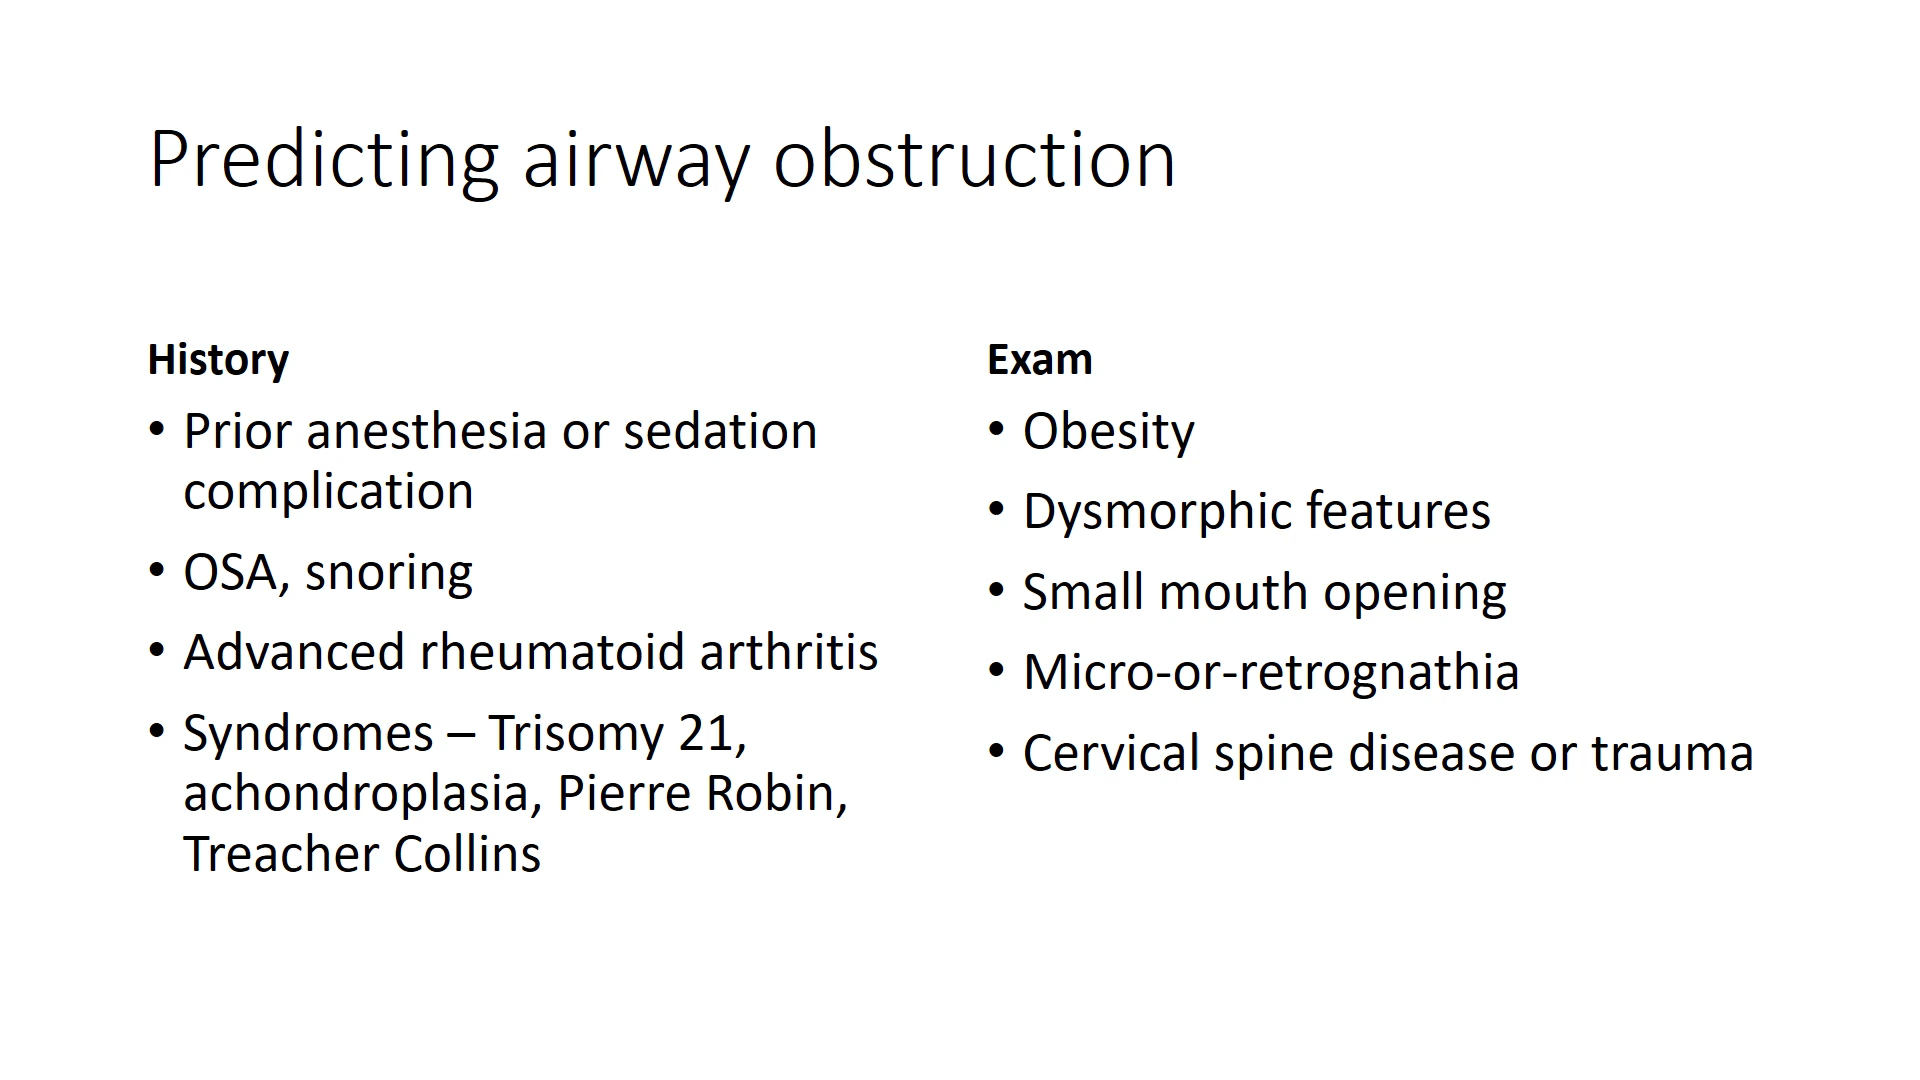 Predicting airway obstruction
History
• Prior anesthesia or sedation
complication
• OSA, snoring
• Advanced rheumatoid arthritis
• Syndromes – Trisomy 21,
achondroplasia, Pierre Robin,
Treacher Collins
Exam
• Obesity
• Dysmorphic features
• Small mouth opening
• Micro-or-retrognathia
• Cervical spine disease or trauma